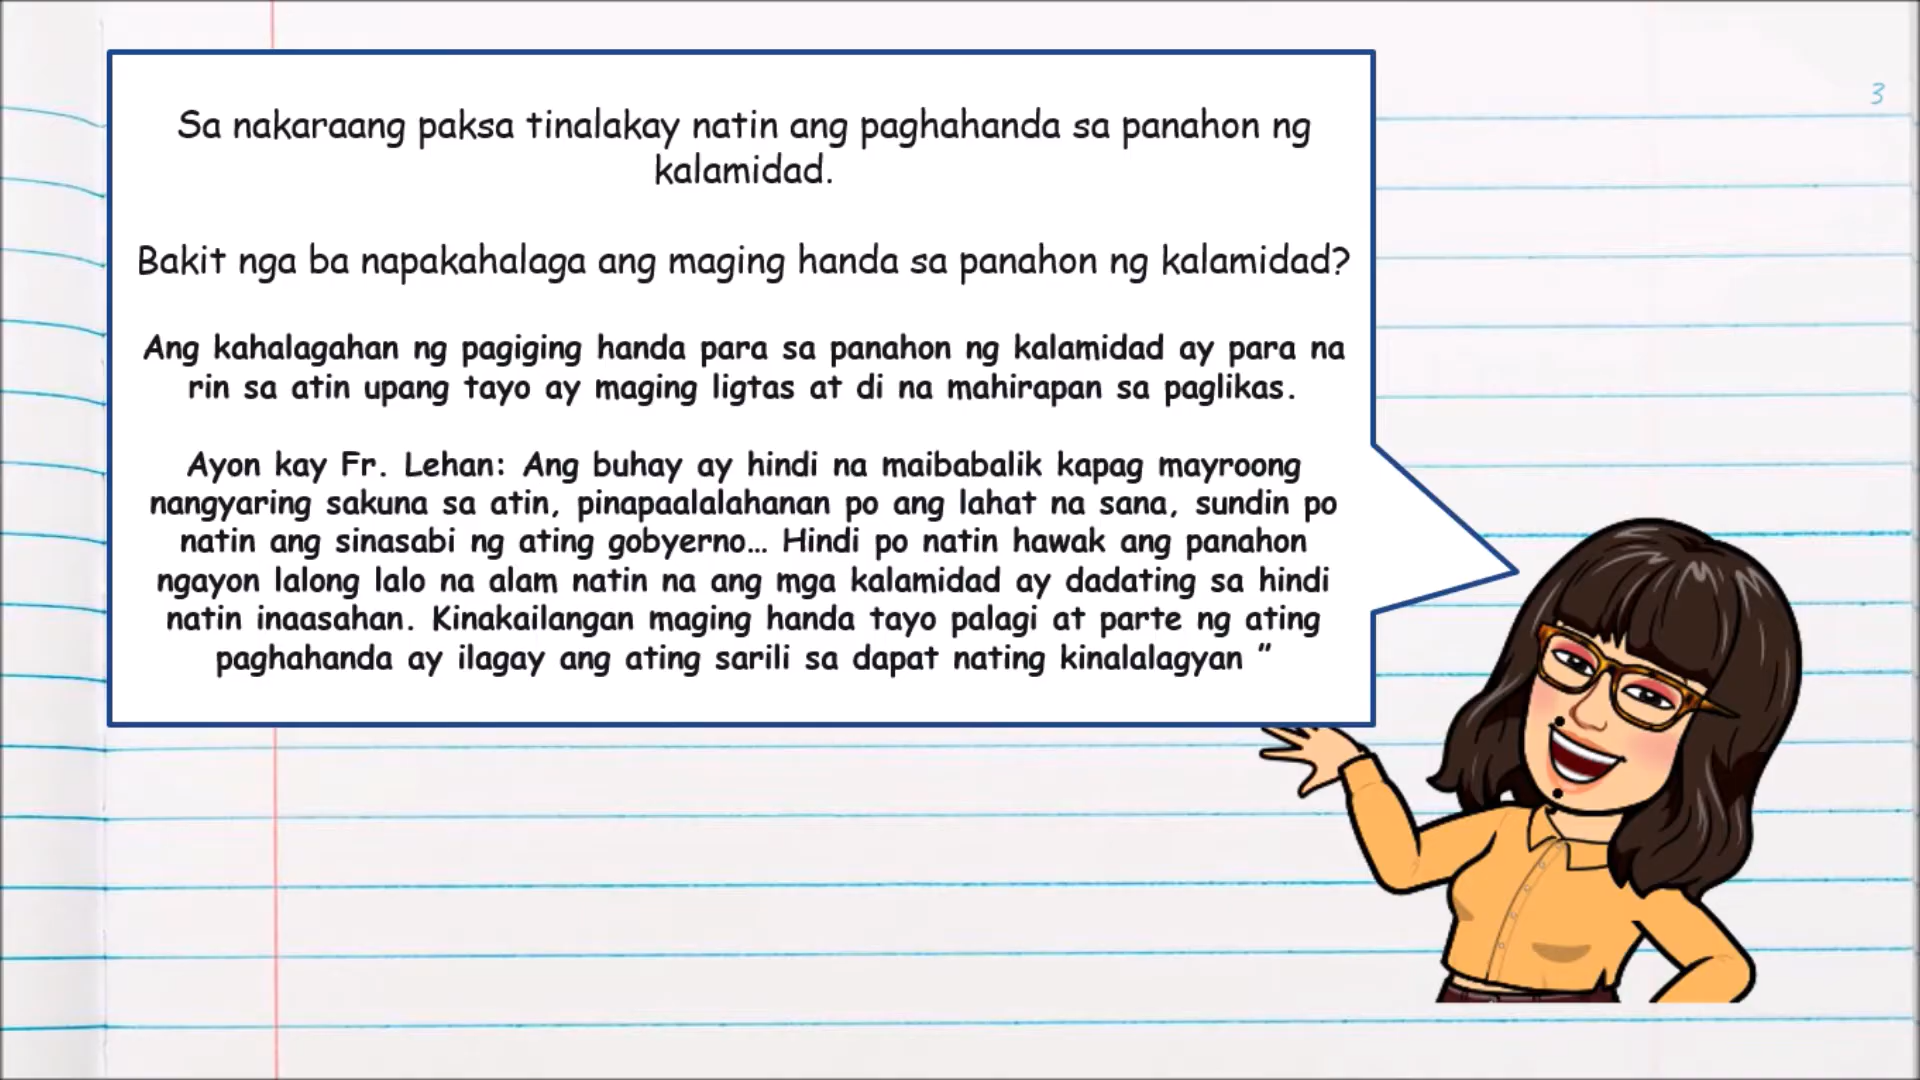 3
Sa nakaraang paksa tinalakay natin ang paghahanda sa panahon ng
kalamidad.
Bakit nga ba napakahalaga ang maging handa sa panahon ng kalamidad?
Ang kahalagahan ng pagiging handa para sa panahon ng kalamidad ay para na
rin sa atin upang tayo ay maging ligtas at di na mahirapan sa paglikas.
Ayon kay Fr. Lehan: Ang buhay ay hindi na maibabalik kapag mayroong
nangyaring sakuna sa atin, pinapaalalahanan po ang lahat na sana, sundin po
natin ang sinasabi ng ating gobyerno... Hindi po natin hawak ang panahon
ngayon lalong lalo na alam natin na ang mga kalamidad ay dadating sa hindi
natin inaasahan. Kinakailangan maging handa tayo palagi at parte ng ating
paghahanda ay ilagay ang ating sarili sa dapat nating kinalalagyan ”